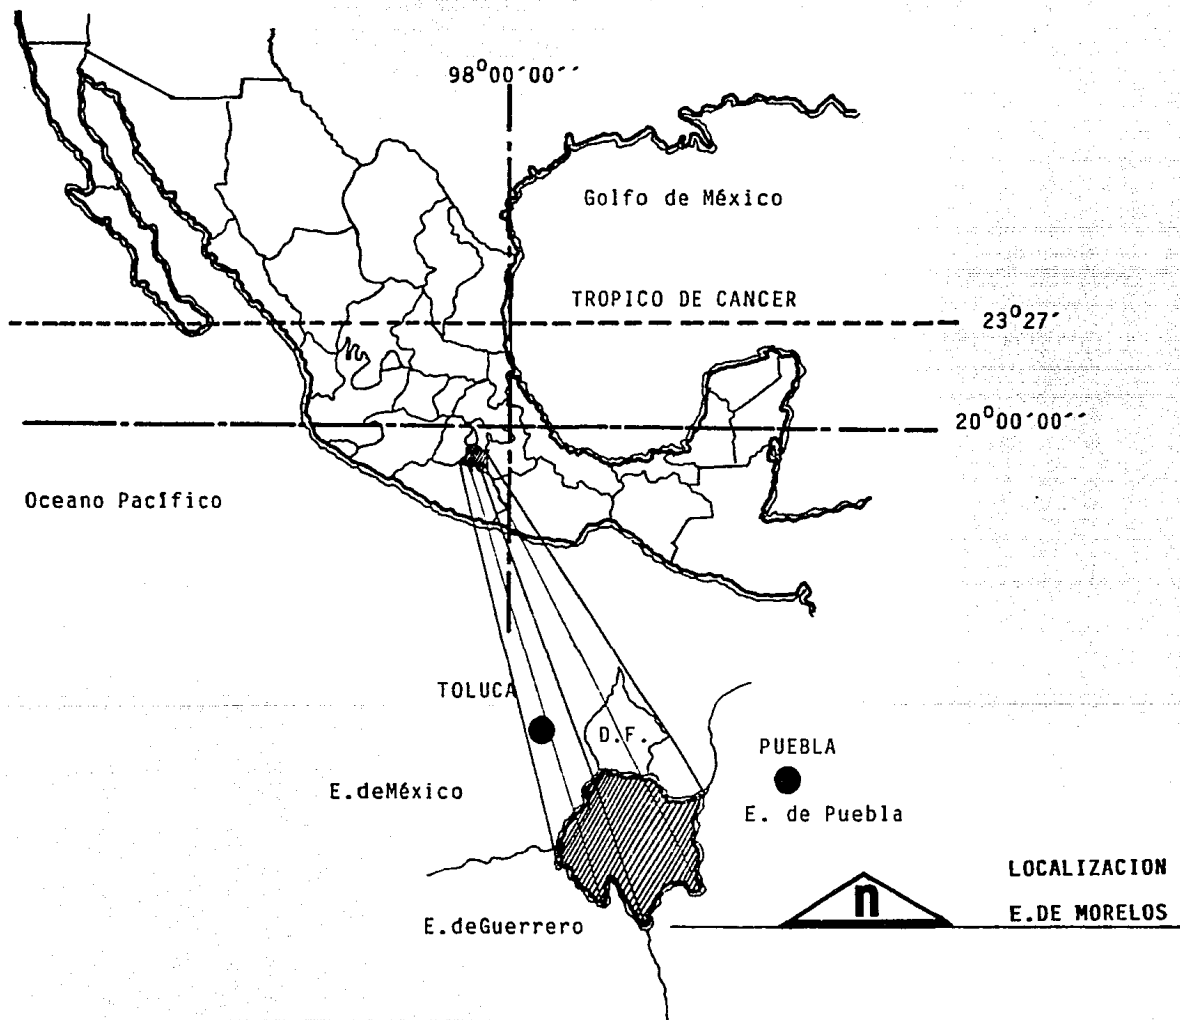 98°00'00''
Golfo de México
TROPICO DE CANCER
23°27'
20°00'00''
Oceano Pacífico
TOLUCA
D.F.
PUEBLA
E.deMéxico
E. de Puebla
LOCALIZACION
n
E.DE MORELOS
E.deGuerrero